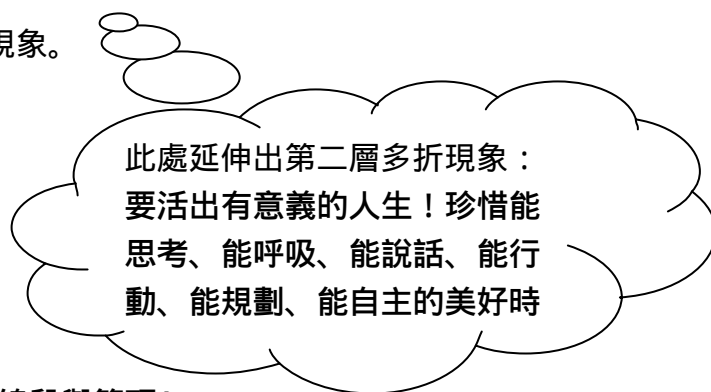 現象。
此處延伸出第二層多折現象：
要活出有意義的人生！珍惜能
思考、能呼吸、能說話、能行
動、能規劃、能自主的美好時